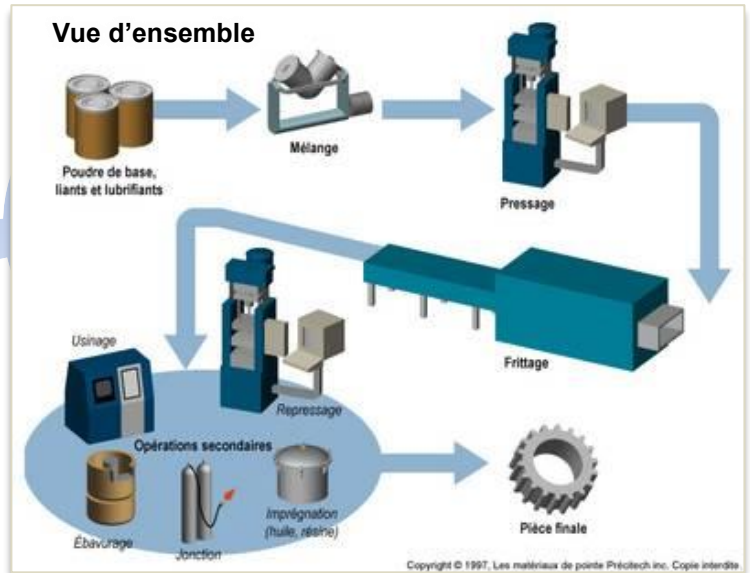 Vue d’ensemble
Poudre de base,
liants et lubrifiants
Mélange
Pressage
Frittage
Usinage
Repressage
Opérations secondaires
Ébavurage
Jonction
Imprégnation
(huile, résine)
Pièce finale
Copyright © 1997, Les matériaux de pointe Précitech inc. Copie interdite